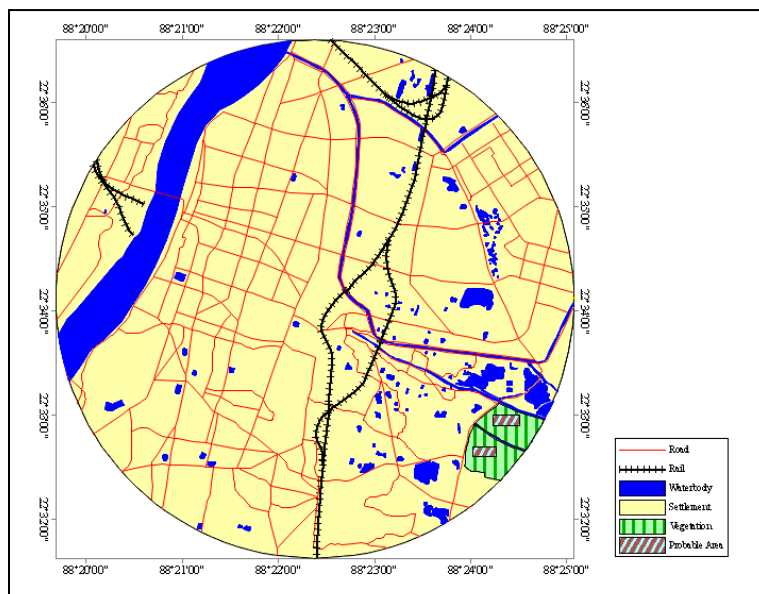 88°20'00" 88°21'00" 88°22'00" 88°23'00" 88°24'00" 88°25'00"
22°36'00" 22°36'00"
22°35'00" 22°35'00"
22°34'00" 22°34'00"
22°33'00" 22°33'00"
22°32'00" 22°32'00"
88°20'00" 88°21'00" 88°22'00" 88°23'00" 88°24'00" 88°25'00"
Road
Rail
Waterbody
Settlement
Vegetation
Probable Area